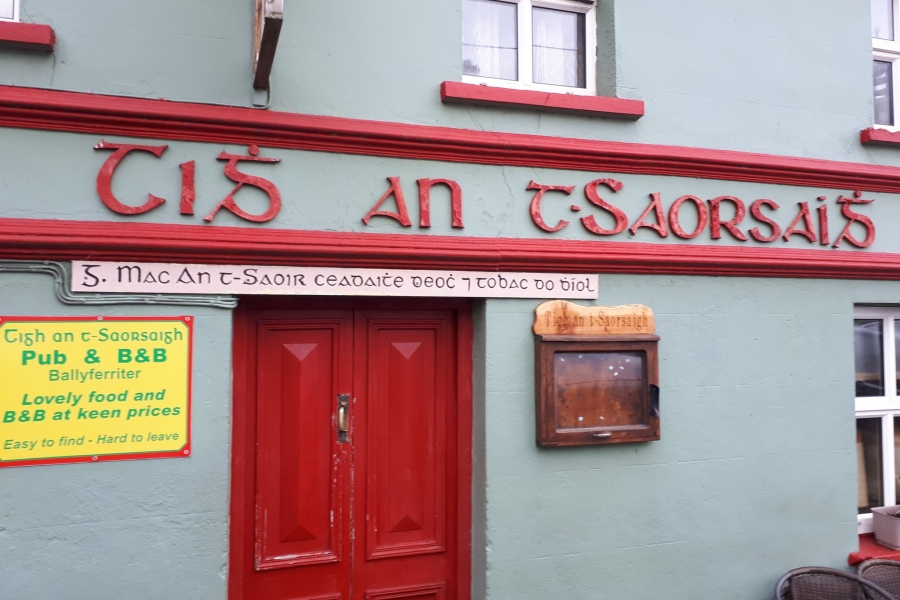 Tiġ an t-Saorsaiġ
G. Mac An t-Saoir ceadaiṫe deoċ ⁊ tobac do ḋíol
Tigh an t-Saorsaigh
Pub & B&B
Ballyferriter
Lovely food and
B&B at keen prices
Easy to find - Hard to leave
Tigh an t-Saorsaigh